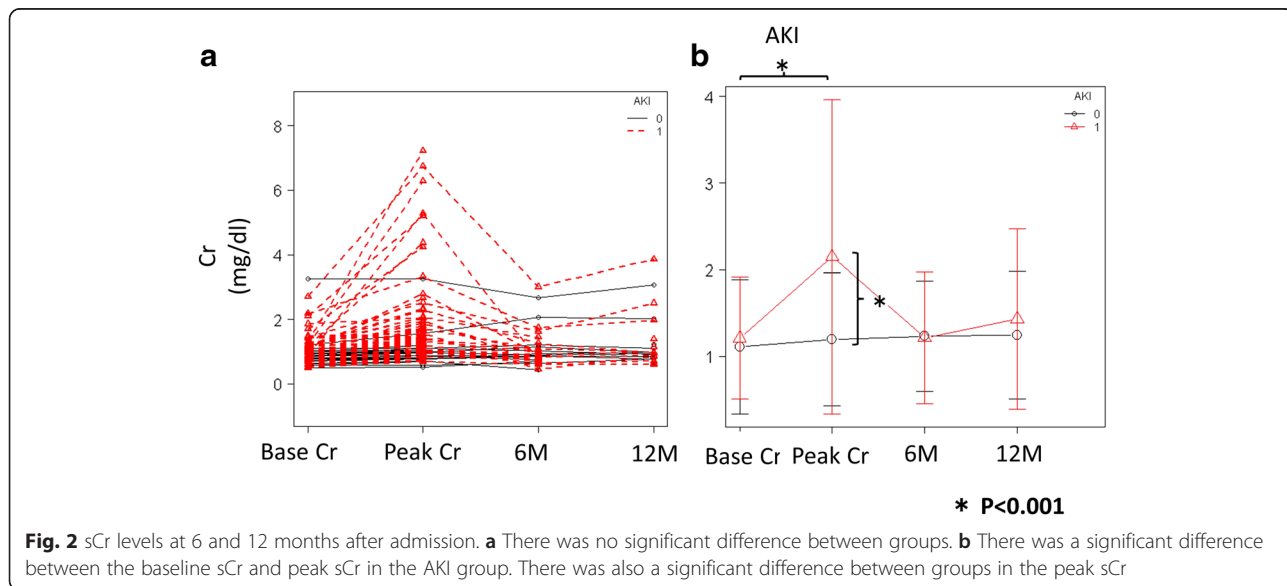 a
AKI
0
1
8
6
4
2
0
Cr
(mg/dl)
Base Cr Peak Cr 6M 12M
AKI
*
b
AKI
0
1
4
3
2
1
*
Base Cr Peak Cr 6M 12M
* P<0.001
Fig. 2 sCr levels at 6 and 12 months after admission. a There was no significant difference between groups. b There was a significant difference
between the baseline sCr and peak sCr in the AKI group. There was also a significant difference between groups in the peak sCr